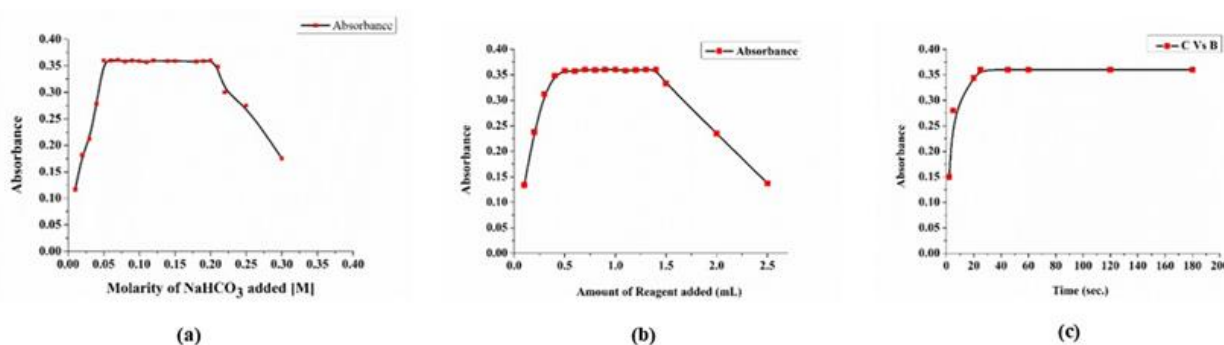 Absorbance
0.40
0.35
0.30
0.25
0.20
0.15
0.10
0.05
0.00
Absorbance
0.00 0.05 0.10 0.15 0.20 0.25 0.30 0.35 0.40
Molarity of NaHCO3 added [M]
(a)
Absorbance
0.40
0.35
0.30
0.25
0.20
0.15
0.10
0.05
0.00
Absorbance
0.0 0.5 1.0 1.5 2.0 2.5
Amount of Reagent added (mL)
(b)
C Vs B
0.40
0.35
0.30
0.25
0.20
0.15
0.10
0.05
0.00
Absorbance
0 20 40 60 80 100 120 140 160 180 200
Time (sec.)
(c)